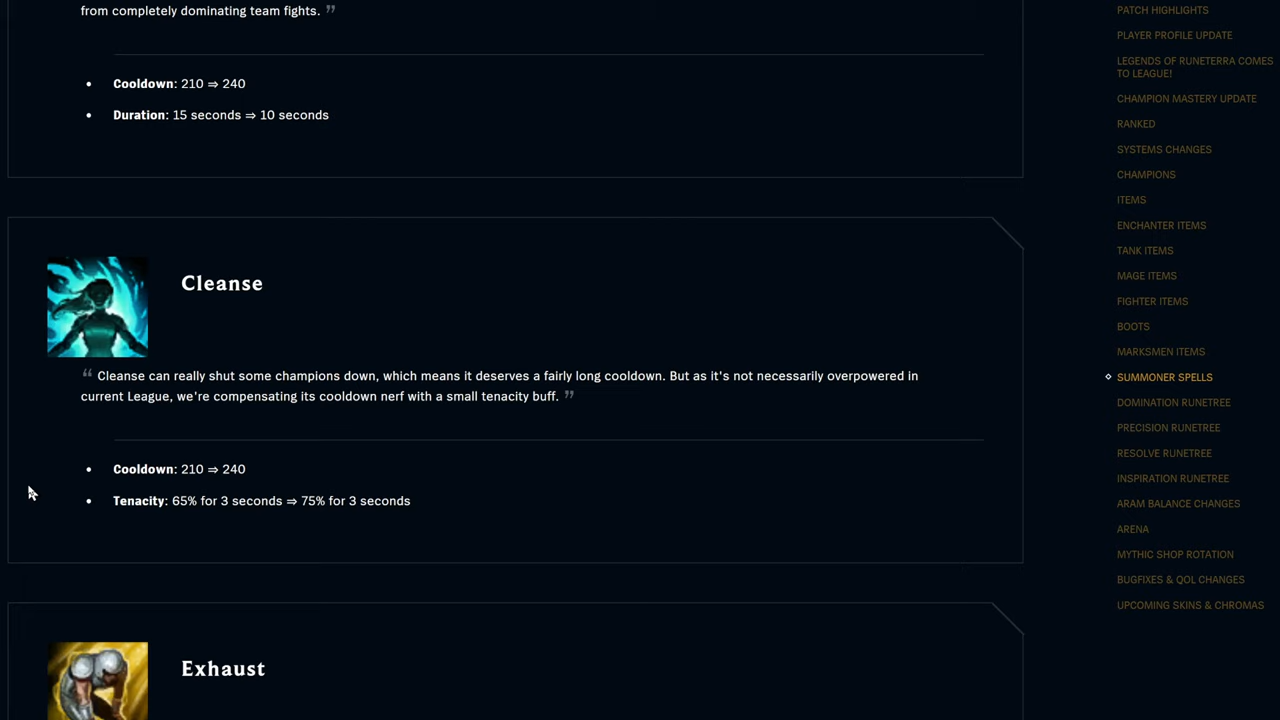 from completely dominating team fights. ”
• Cooldown: 210 ⇒ 240
• Duration: 15 seconds ⇒ 10 seconds
Cleanse
“ Cleanse can really shut some champions down, which means it deserves a fairly long cooldown. But as it's not necessarily overpowered in
current League, we're compensating its cooldown nerf with a small tenacity buff. ”
• Cooldown: 210 ⇒ 240
• Tenacity: 65% for 3 seconds ⇒ 75% for 3 seconds
Exhaust
PATCH HIGHLIGHTS
PLAYER PROFILE UPDATE
LEGENDS OF RUNETERRA COMES
TO LEAGUE!
CHAMPION MASTERY UPDATE
RANKED
SYSTEMS CHANGES
CHAMPIONS
ITEMS
ENCHANTER ITEMS
TANK ITEMS
MAGE ITEMS
FIGHTER ITEMS
BOOTS
MARKSMEN ITEMS
SUMMONER SPELLS
DOMINATION RUNETREE
PRECISION RUNETREE
RESOLVE RUNETREE
INSPIRATION RUNETREE
ARAM BALANCE CHANGES
ARENA
MYTHIC SHOP ROTATION
BUGFIXES & QOL CHANGES
UPCOMING SKINS & CHROMAS